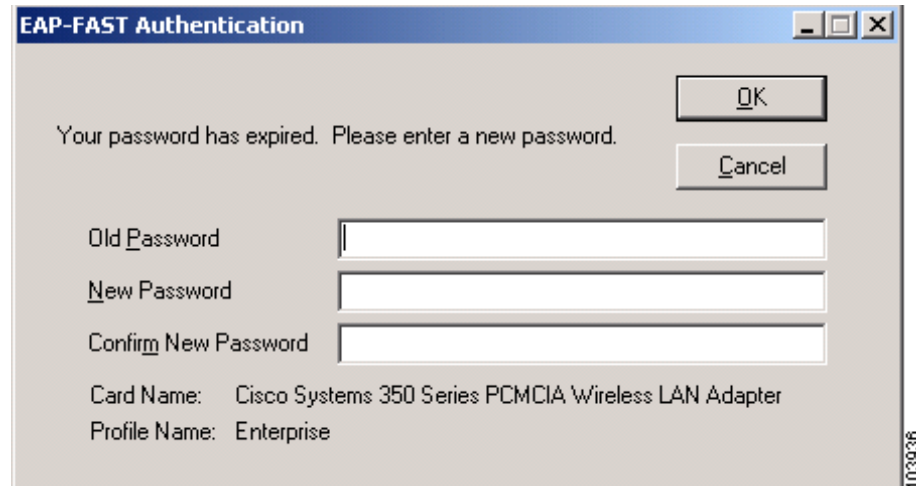 EAP-FAST Authentication
OK
Your password has expired. Please enter a new password.
Cancel
Old Password
New Password
Confirm New Password
Card Name: Cisco Systems 350 Series PCMCIA Wireless LAN Adapter
Profile Name: Enterprise
103936